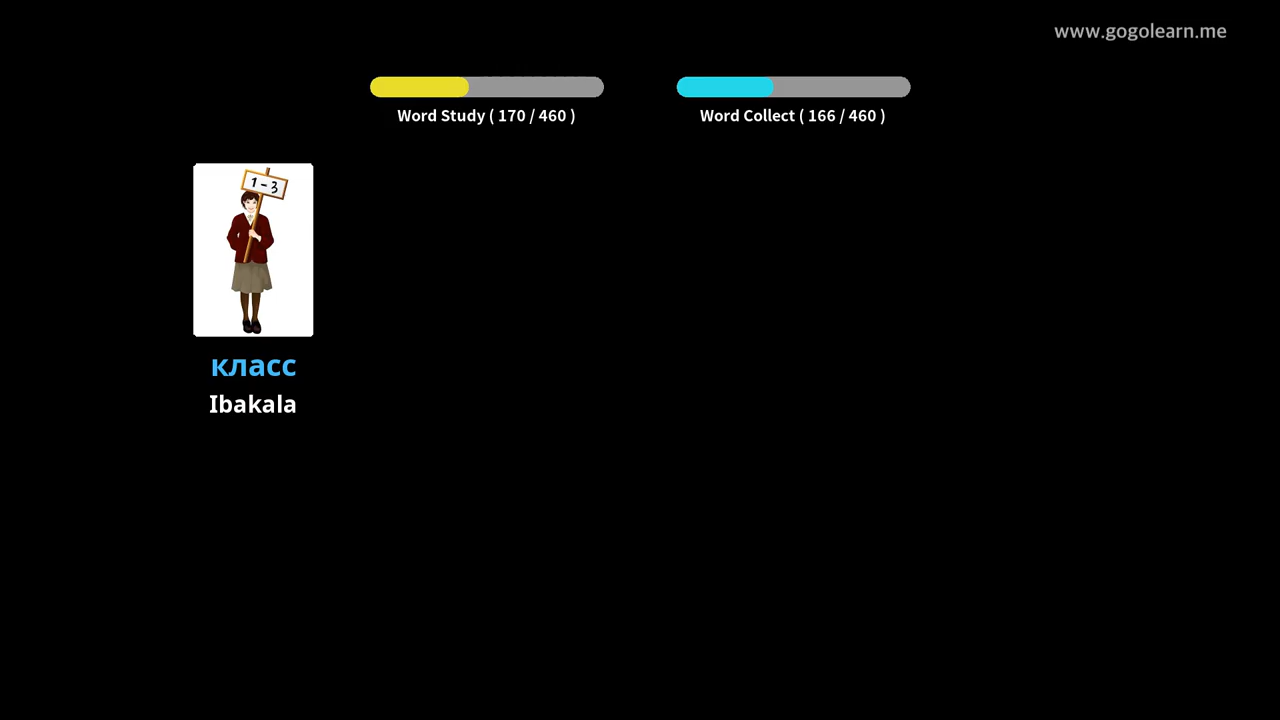 www.gogolearn.me
Word Study ( 170 / 460 )
Word Collect ( 166 / 460 )
1 - 3
класс
Ibakala